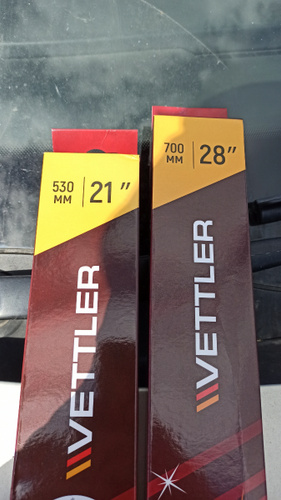 530
MM
21"
VETTLER
700
MM
28"
VETTLER